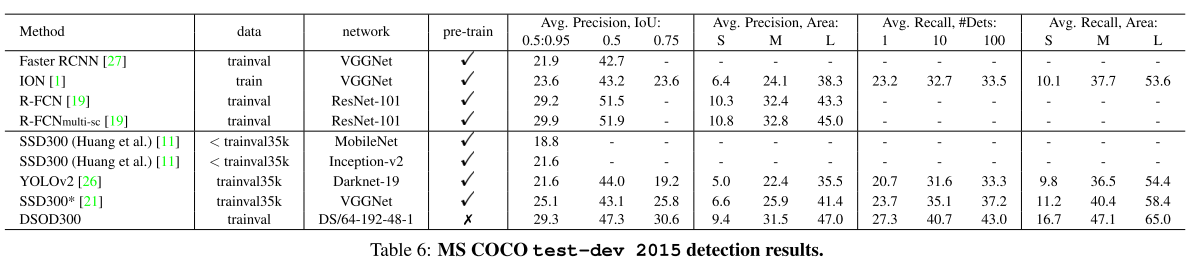 Method data network pre-train Avg. Precision, IoU: Avg. Precision, Area: Avg. Recall, #Dets: Avg. Recall, Area:
0.5:0.95 0.5 0.75 S M L 1 10 100 S M L
Faster RCNN [27] trainval VGGNet ✓ 21.9 42.7 - - - - - - - - - -
ION [1] train VGGNet ✓ 23.6 43.2 23.6 6.4 24.1 38.3 23.2 32.7 33.5 10.1 37.7 53.6
R-FCN [19] trainval ResNet-101 ✓ 29.2 51.5 - 10.3 32.4 43.3 - - - - - -
R-FCNmulti-sc [19] trainval ResNet-101 ✓ 29.9 51.9 - 10.8 32.8 45.0 - - - - - -
SSD300 (Huang et al.) [11] < trainval35k MobileNet ✓ 18.8 - - - - - - - - - - -
SSD300 (Huang et al.) [11] < trainval35k Inception-v2 ✓ 21.6 - - - - - - - - - - -
YOLOv2 [26] trainval35k Darknet-19 ✓ 21.6 44.0 19.2 5.0 22.4 35.5 20.7 31.6 33.3 9.8 36.5 54.4
SSD300* [21] trainval35k VGGNet ✓ 25.1 43.1 25.8 6.6 25.9 41.4 23.7 35.1 37.2 11.2 40.4 58.4
DSOD300 trainval DS/64-192-48-1 ✗ 29.3 47.3 30.6 9.4 31.5 47.0 27.3 40.7 43.0 16.7 47.1 65.0
Table 6: MS COCO test-dev 2015 detection results.